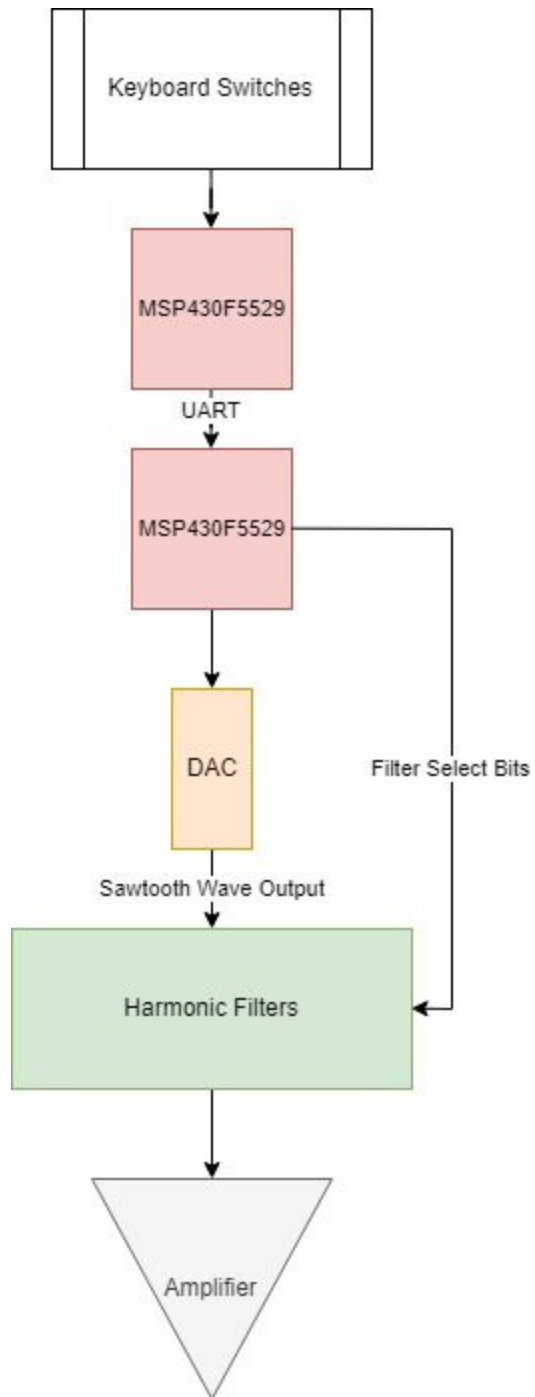 Keyboard Switches
MSP430F5529
UART
MSP430F5529
DAC
Filter Select Bits
Sawtooth Wave Output
Harmonic Filters
Amplifier